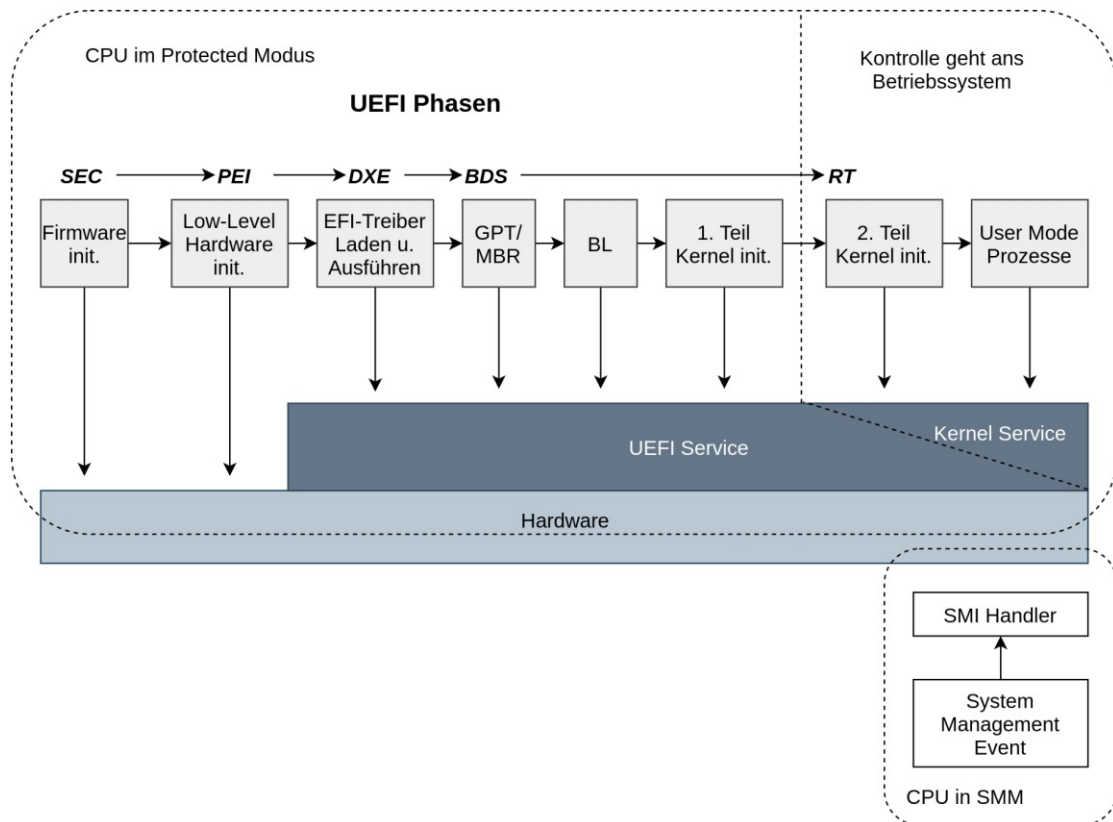 CPU im Protected Modus
Kontrolle geht ans
Betriebssystem
UEFI Phasen
SEC
PEI
DXE
BDS
RT
Firmware
init.
Low-Level
Hardware
init.
EFI-Treiber
Laden u.
Ausführen
GPT/
MBR
BL
1. Teil
Kernel init.
2. Teil
Kernel init.
User Mode
Prozesse
UEFI Service
Kernel Service
Hardware
SMI Handler
System
Management
Event
CPU in SMM